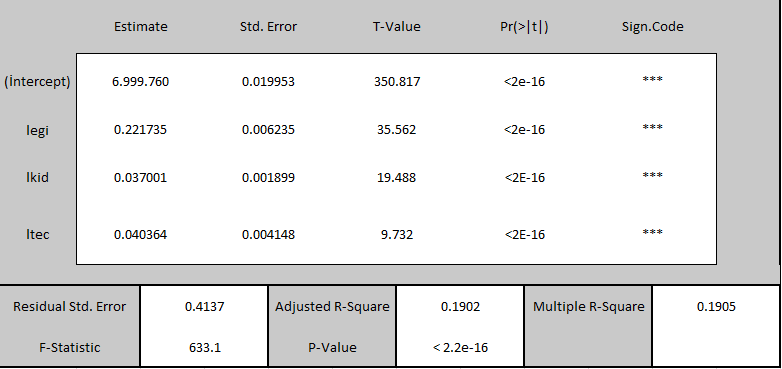 Estimate Std. Error T-Value Pr(>|t|) Sign.Code
(İntercept) 6.999.760 0.019953 350.817 <2e-16 ***
legi 0.221735 0.006235 35.562 <2e-16 ***
lkid 0.037001 0.001899 19.488 <2E-16 ***
ltec 0.040364 0.004148 9.732 <2E-16 ***
Residual Std. Error 0.4137 Adjusted R-Square 0.1902 Multiple R-Square 0.1905
F-Statistic 633.1 P-Value < 2.2e-16